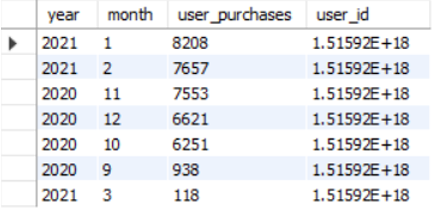 year month user_purchases user_id
2021 1 8208 1.51592E+18
2021 2 7657 1.51592E+18
2020 11 7553 1.51592E+18
2020 12 6621 1.51592E+18
2020 10 6251 1.51592E+18
2020 9 938 1.51592E+18
2021 3 118 1.51592E+18